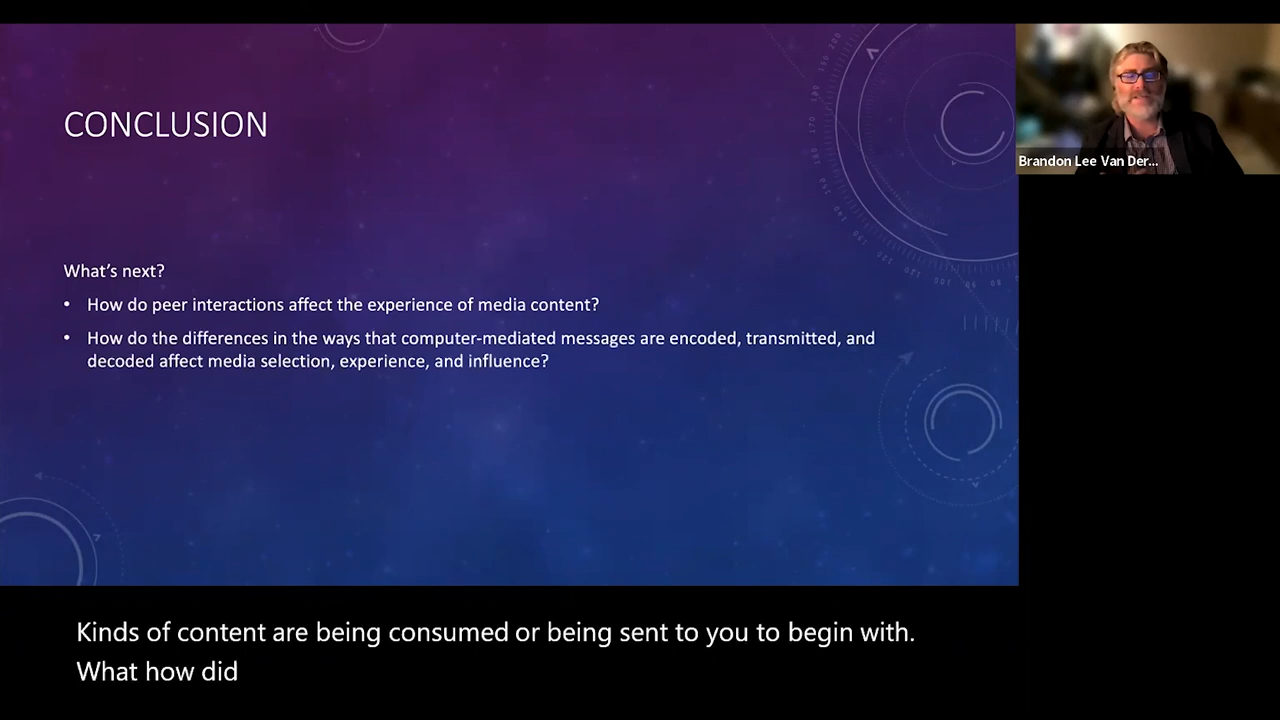 CONCLUSION
What's next?
• How do peer interactions affect the experience of media content?
• How do the differences in the ways that computer-mediated messages are encoded, transmitted, and
decoded affect media selection, experience, and influence?
Brandon Lee Van Der...
Kinds of content are being consumed or being sent to you to begin with.
What how did